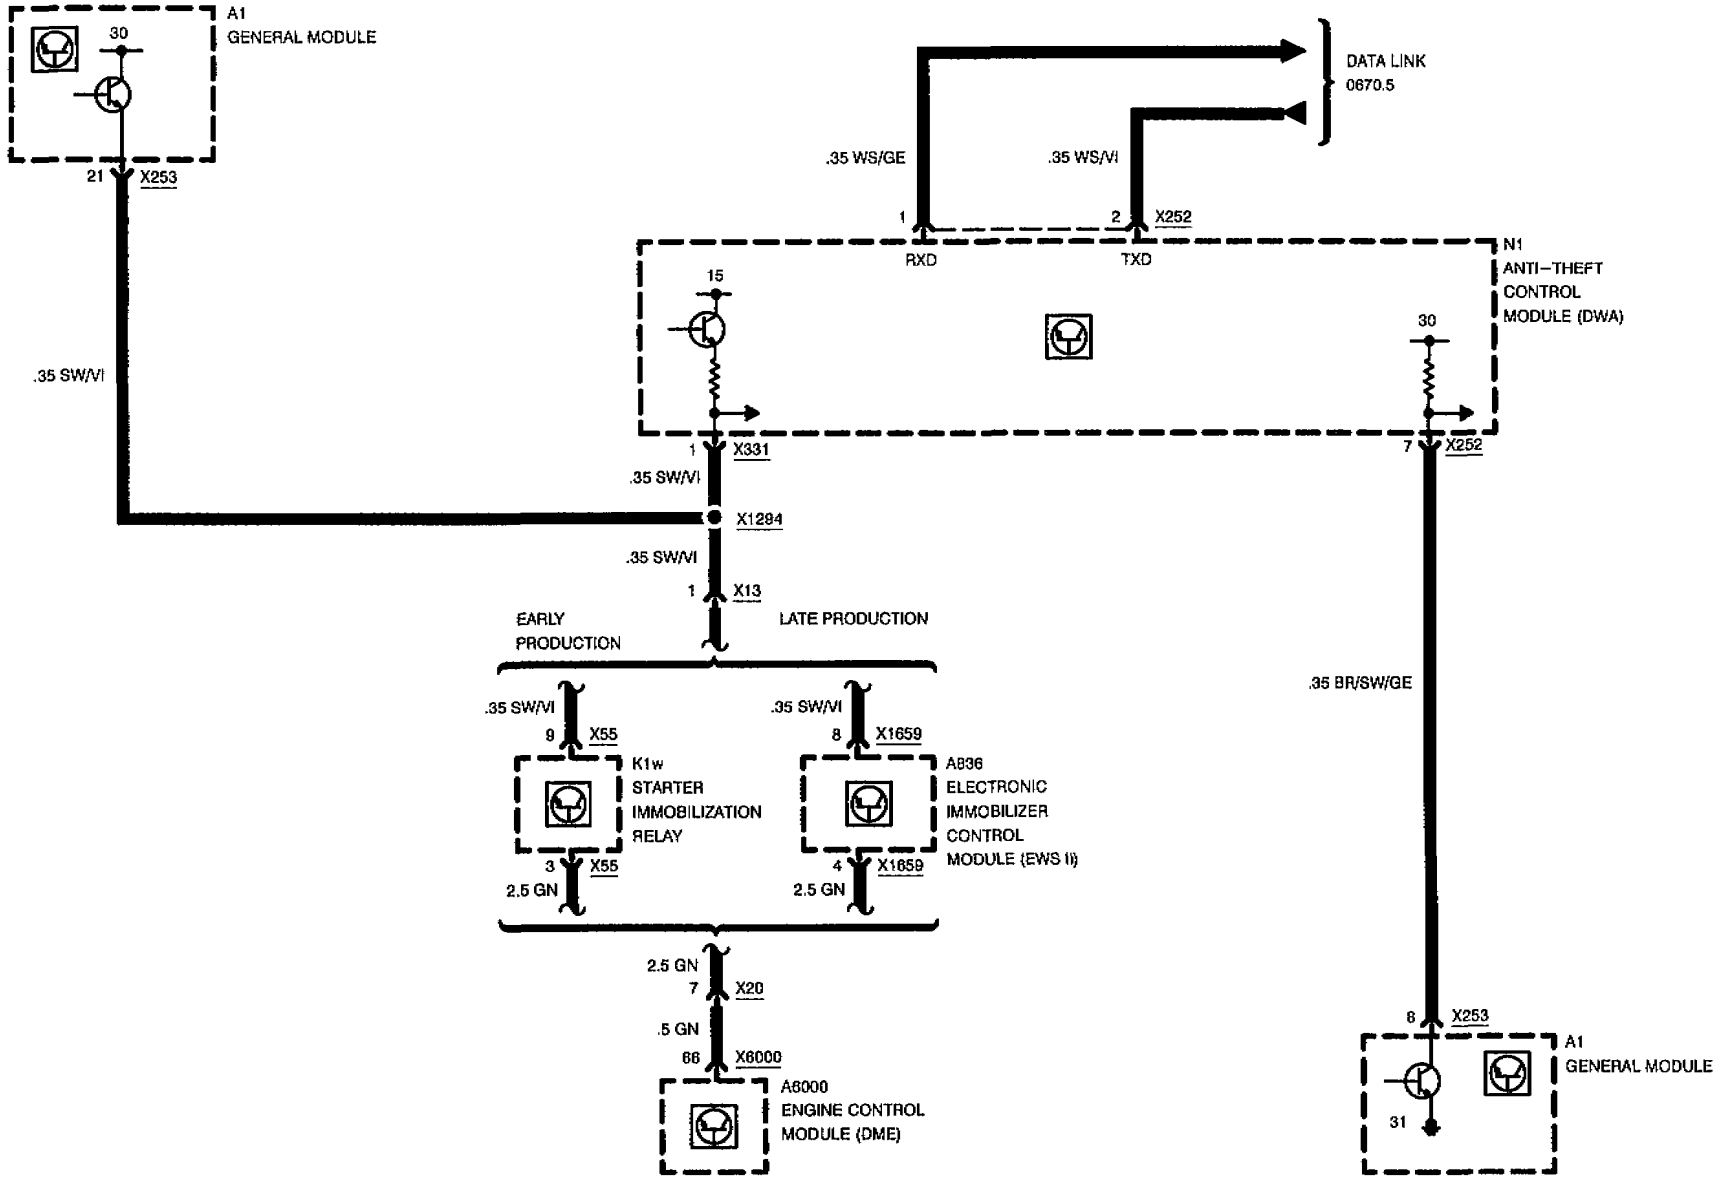 A1
GENERAL MODULE
30
21 X253
.35 SW/VI
DATA LINK
0670.5
.35 WS/GE
.35 WS/VI
1
2 X252
RXD
TXD
N1
ANTI-THEFT
CONTROL
MODULE (DWA)
15
30
1 X331
7 X252
.35 SW/VI
X1294
.35 SW/VI
1 X13
EARLY
PRODUCTION
LATE PRODUCTION
.35 SW/VI
9 X55
K1w
STARTER
IMMOBILIZATION
RELAY
3 X55
2.5 GN
.35 SW/VI
8 X1659
A836
ELECTRONIC
IMMOBILIZER
CONTROL
MODULE (EWS II)
4 X1659
2.5 GN
.35 BR/SW/GE
2.5 GN
7 X20
.5 GN
66 X6000
A6000
ENGINE CONTROL
MODULE (DME)
8 X253
A1
GENERAL MODULE
31